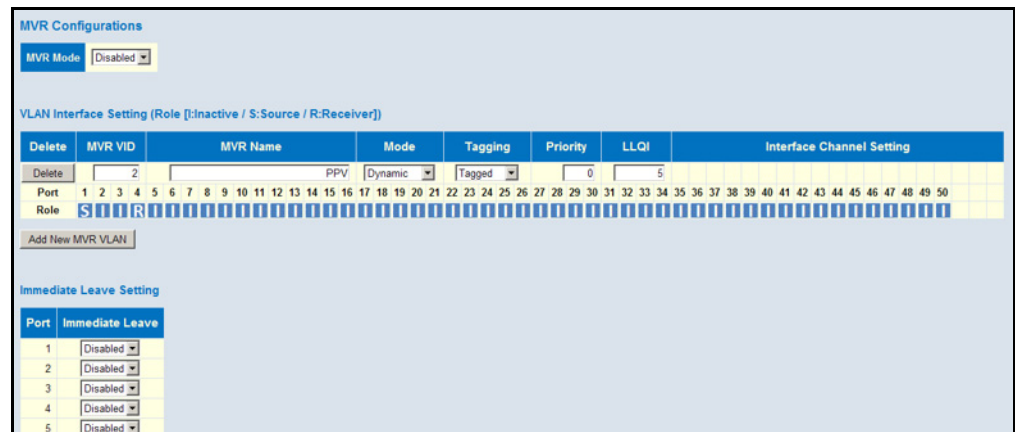 MVR Configurations
MVR Mode Disabled
VLAN Interface Setting (Role [I:Inactive / S:Source / R:Receiver])
Delete MVR VID MVR Name Mode Tagging Priority LLQI Interface Channel Setting
Delete 2 PPV Dynamic Tagged 0 5
Port 1 2 3 4 5 6 7 8 9 10 11 12 13 14 15 16 17 18 19 20 21 22 23 24 25 26 27 28 29 30 31 32 33 34 35 36 37 38 39 40 41 42 43 44 45 46 47 48 49 50
Role S I I R I I I I I I I I I I I I I I I I I I I I I I I I I I I I I I I I I I I I I I I I I I I I I I
Add New MVR VLAN
Immediate Leave Setting
Port Immediate Leave
1 Disabled
2 Disabled
3 Disabled
4 Disabled
5 Disabled